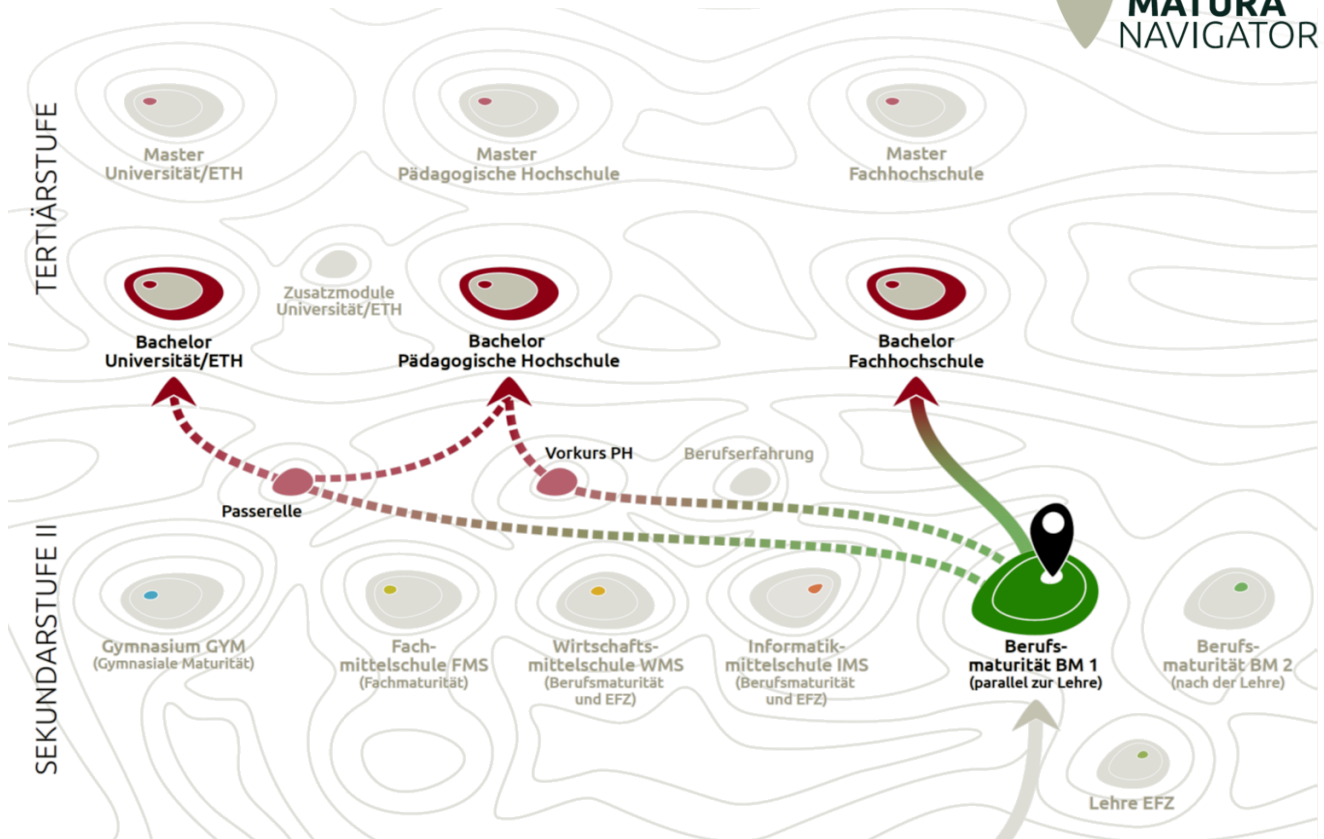 MATURA
NAVIGATOR
TERTIÄRSTUFE
Master
Universität/ETH
Master
Pädagogische Hochschule
Master
Fachhochschule
Zusatzmodule
Universität/ETH
Bachelor
Universität/ETH
Bachelor
Pädagogische Hochschule
Bachelor
Fachhochschule
Vorkurs PH
Berufserfahrung
Passerelle
SEKUNDARSTUFE II
Gymnasium GYM
(Gymnasiale Maturität)
Fach-
mittelschule FMS
(Fachmaturität)
Wirtschafts-
mittelschule WMS
(Berufsmaturität
und EFZ)
Informatik-
mittelschule IMS
(Berufsmaturität
und EFZ)
Berufs-
maturität BM 1
(parallel zur Lehre)
Berufs-
maturität BM 2
(nach der Lehre)
Lehre EFZ